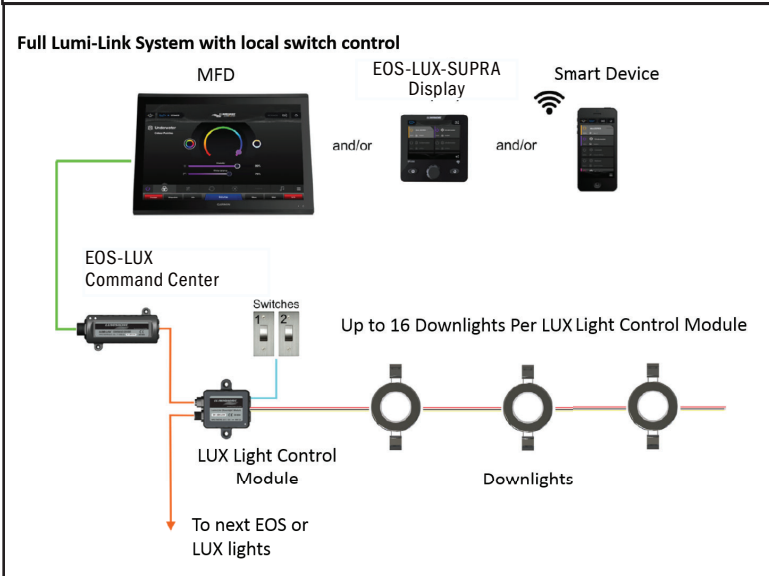 Full Lumi-Link System with local switch control
MFD
EOS-LUX-SUPRA
Display
Smart Device
and/or
and/or
EOS-LUX
Command Center
Switches
1 2
Up to 16 Downlights Per LUX Light Control Module
LUX Light Control
Module
Downlights
To next EOS or
LUX lights